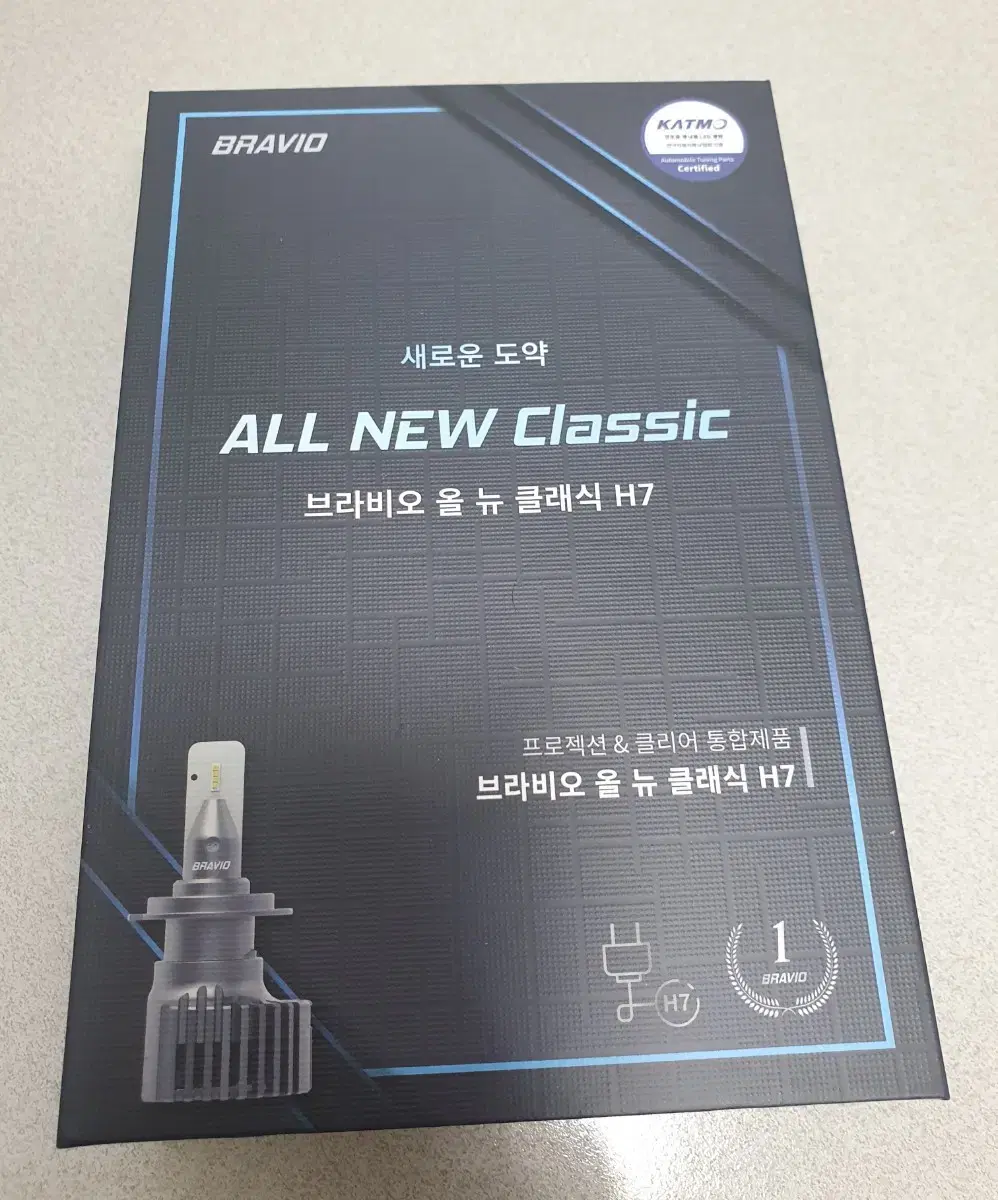 BRAVIO
KATMO
Automobile Tuning Parts
Certified
새로운 도약
ALL NEW Classic
브라비오 올 뉴 클래식 H7
프로젝션 & 클리어 통합제품
브라비오 올 뉴 클래식 H7
BRAVIO
H7
1
BRAVIO